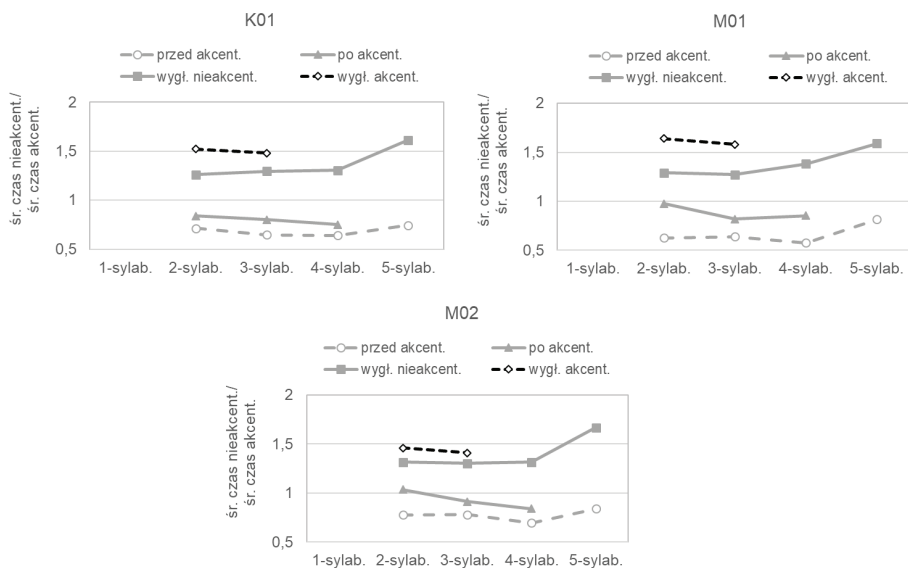 K01
przed akcent. po akcent.
wygł. nieakcent. wygł. akcent.
śr. czas nieakcent./
śr. czas akcent.
2
1,5
1
0,5
1-sylab. 2-sylab. 3-sylab. 4-sylab. 5-sylab.
M01
przed akcent. po akcent.
wygł. nieakcent. wygł. akcent.
śr. czas nieakcent./
śr. czas akcent.
2
1,5
1
0,5
1-sylab. 2-sylab. 3-sylab. 4-sylab. 5-sylab.
M02
przed akcent. po akcent.
wygł. nieakcent. wygł. akcent.
śr. czas nieakcent./
śr. czas akcent.
2
1,5
1
0,5
1-sylab. 2-sylab. 3-sylab. 4-sylab. 5-sylab.